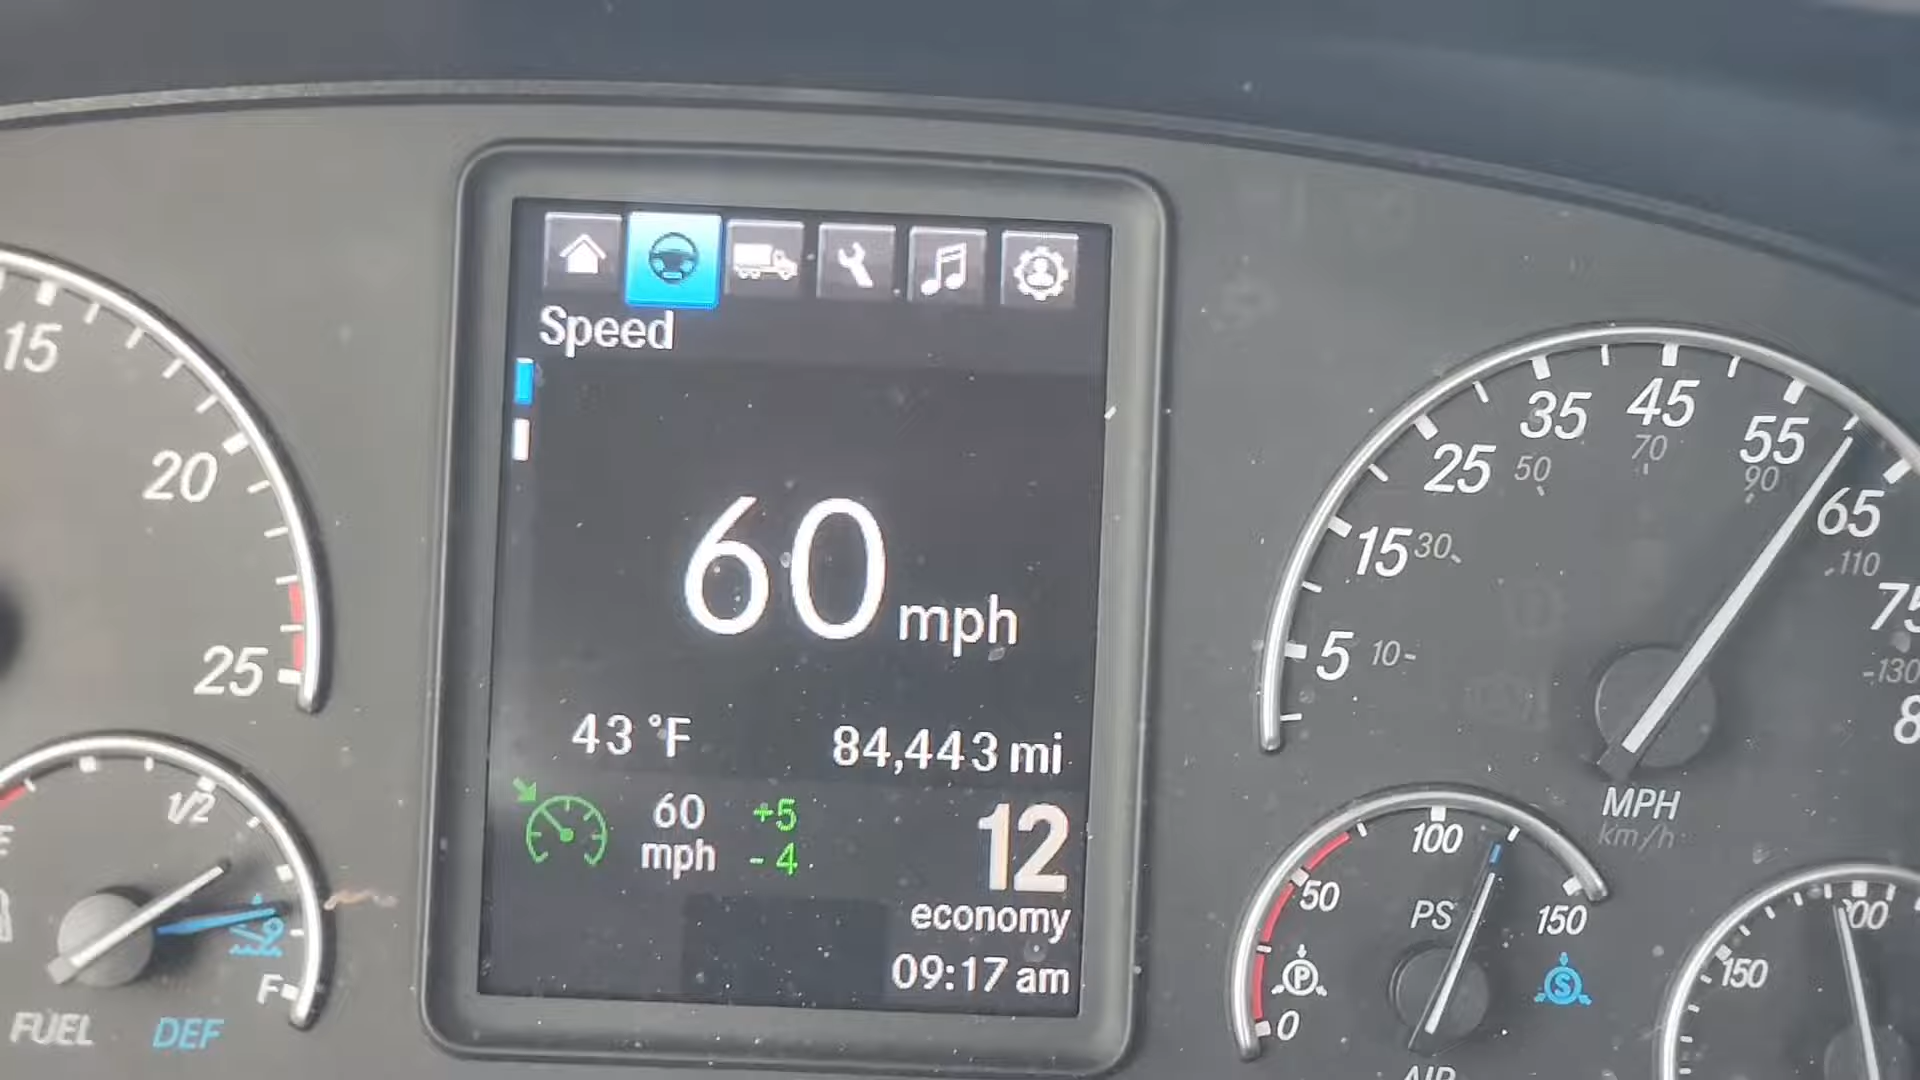 Speed
60 mph
43 °F
84,443 mi
60
mph
+5
- 4
12
economy
09:17 am
15
20
25
1/2
F
FUEL
DEF
5
15
25
35
45
55
65
75
10
30
50
70
90
110
130
MPH
km/h
0
50
100
150
PS
P
S
AIR
150